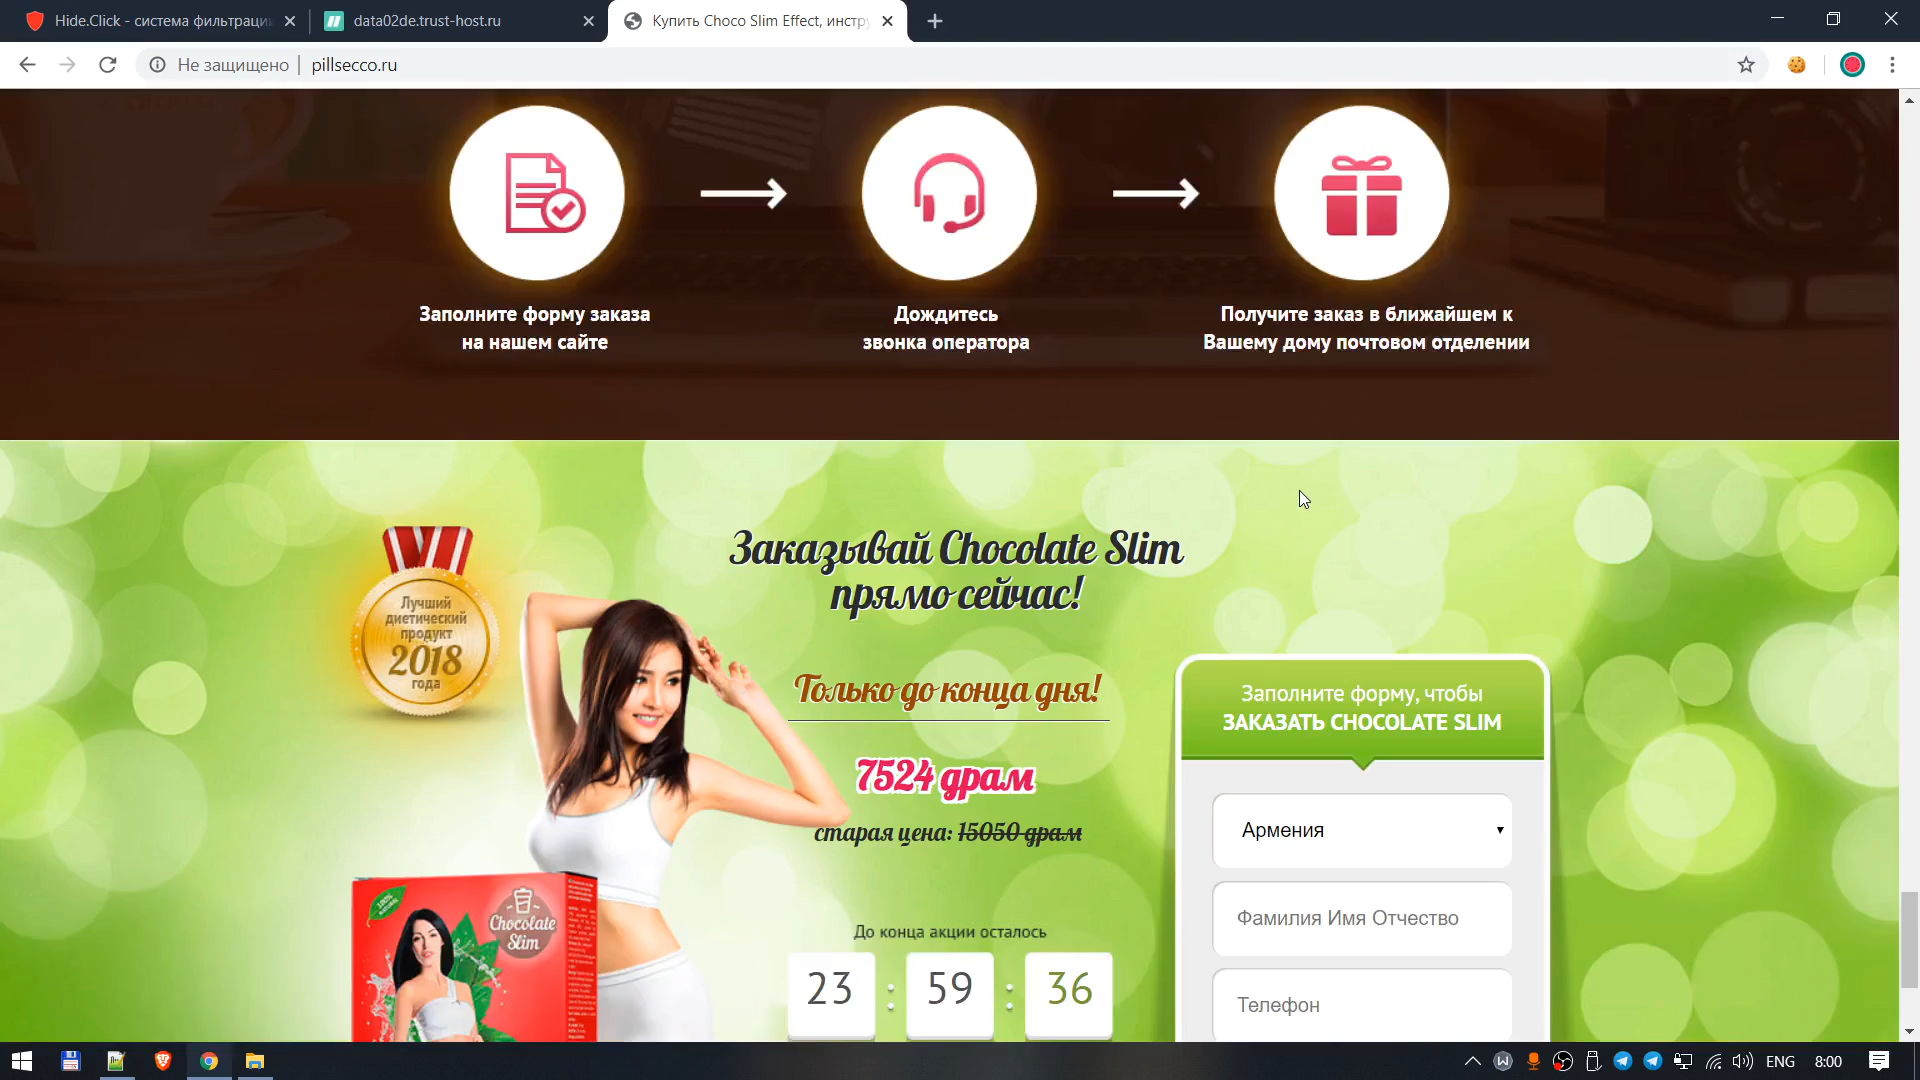 Hide.Click - система фильтраци
data02de.trust-host.ru
Купить Choco Slim Effect, инстру
Не защищено
pillsecco.ru
Заполните форму заказа
на нашем сайте
Дождитесь
звонка оператора
Получите заказ в ближайшем к
Вашему дому почтовом отделении
Лучший
диетический
продукт
2018
года
Заказывай Chocolate Slim
прямо сейчас!
Только до конца дня!
7524 драм
старая цена: 15050 драм
До конца акции осталось
23 : 59 : 36
Заполните форму, чтобы
ЗАКАЗАТЬ CHOCOLATE SLIM
Армения
Фамилия Имя Отчество
Телефон
Chocolate
Slim
ENG
8:00